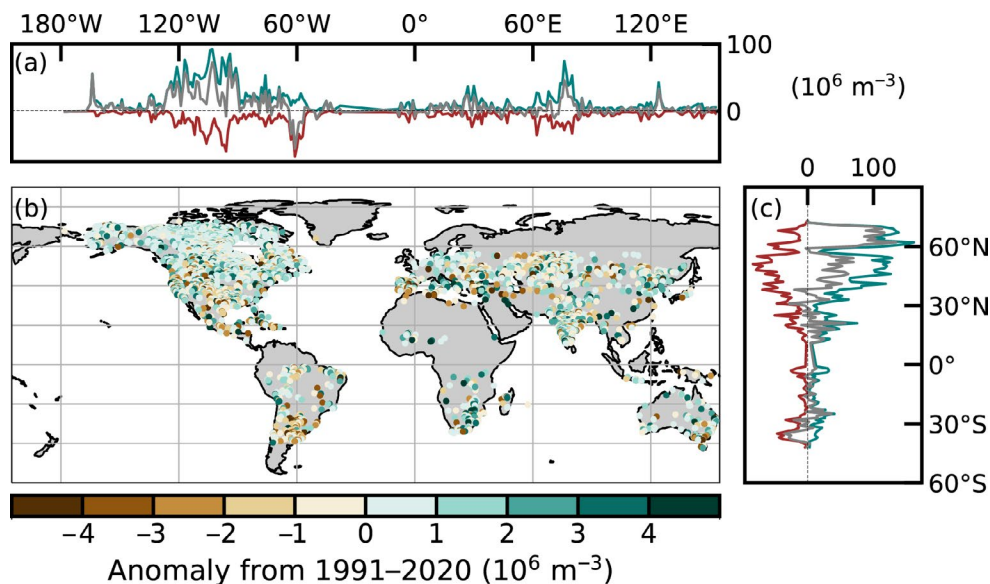 180°W 120°W 60°W 0° 60°E 120°E
(a)
100
0
(10⁶ m⁻³)
0 100
(b)
(c)
60°N
30°N
0°
30°S
60°S
−4 −3 −2 −1 0 1 2 3 4
Anomaly from 1991–2020 (10⁶ m⁻³)